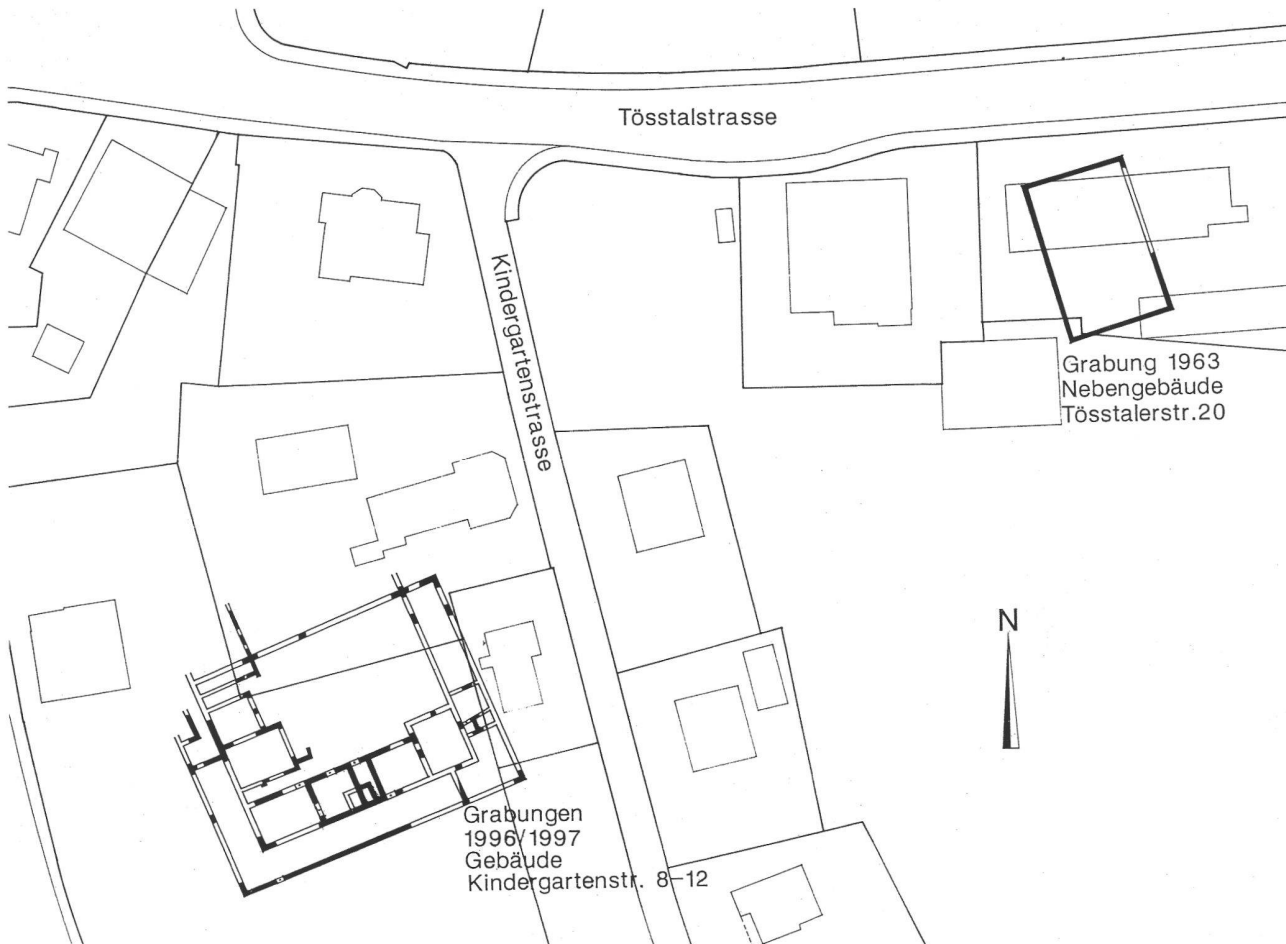 Tösstalstrasse
Kindergartenstrasse
Grabung 1963
Nebengebäude
Tösstalerstr.20
N
Grabungen
1996/1997
Gebäude
Kindergartenstr. 8-12